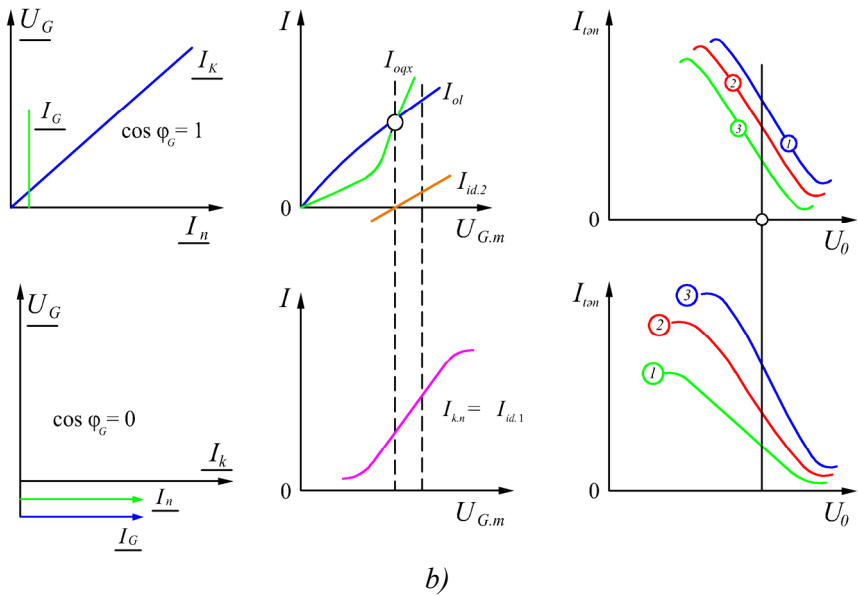 U_G
I_K
I_G
cos φ_G = 1
I_n
I
I_oqx
I_ol
I_id.2
0
U_G.m
I_tən
2
3
1
0
U_0
U_G
cos φ_G = 0
I_k
I_n
I_G
I
I_k.n = I_id.1
0
U_G.m
I_tən
3
2
1
0
U_0
b)